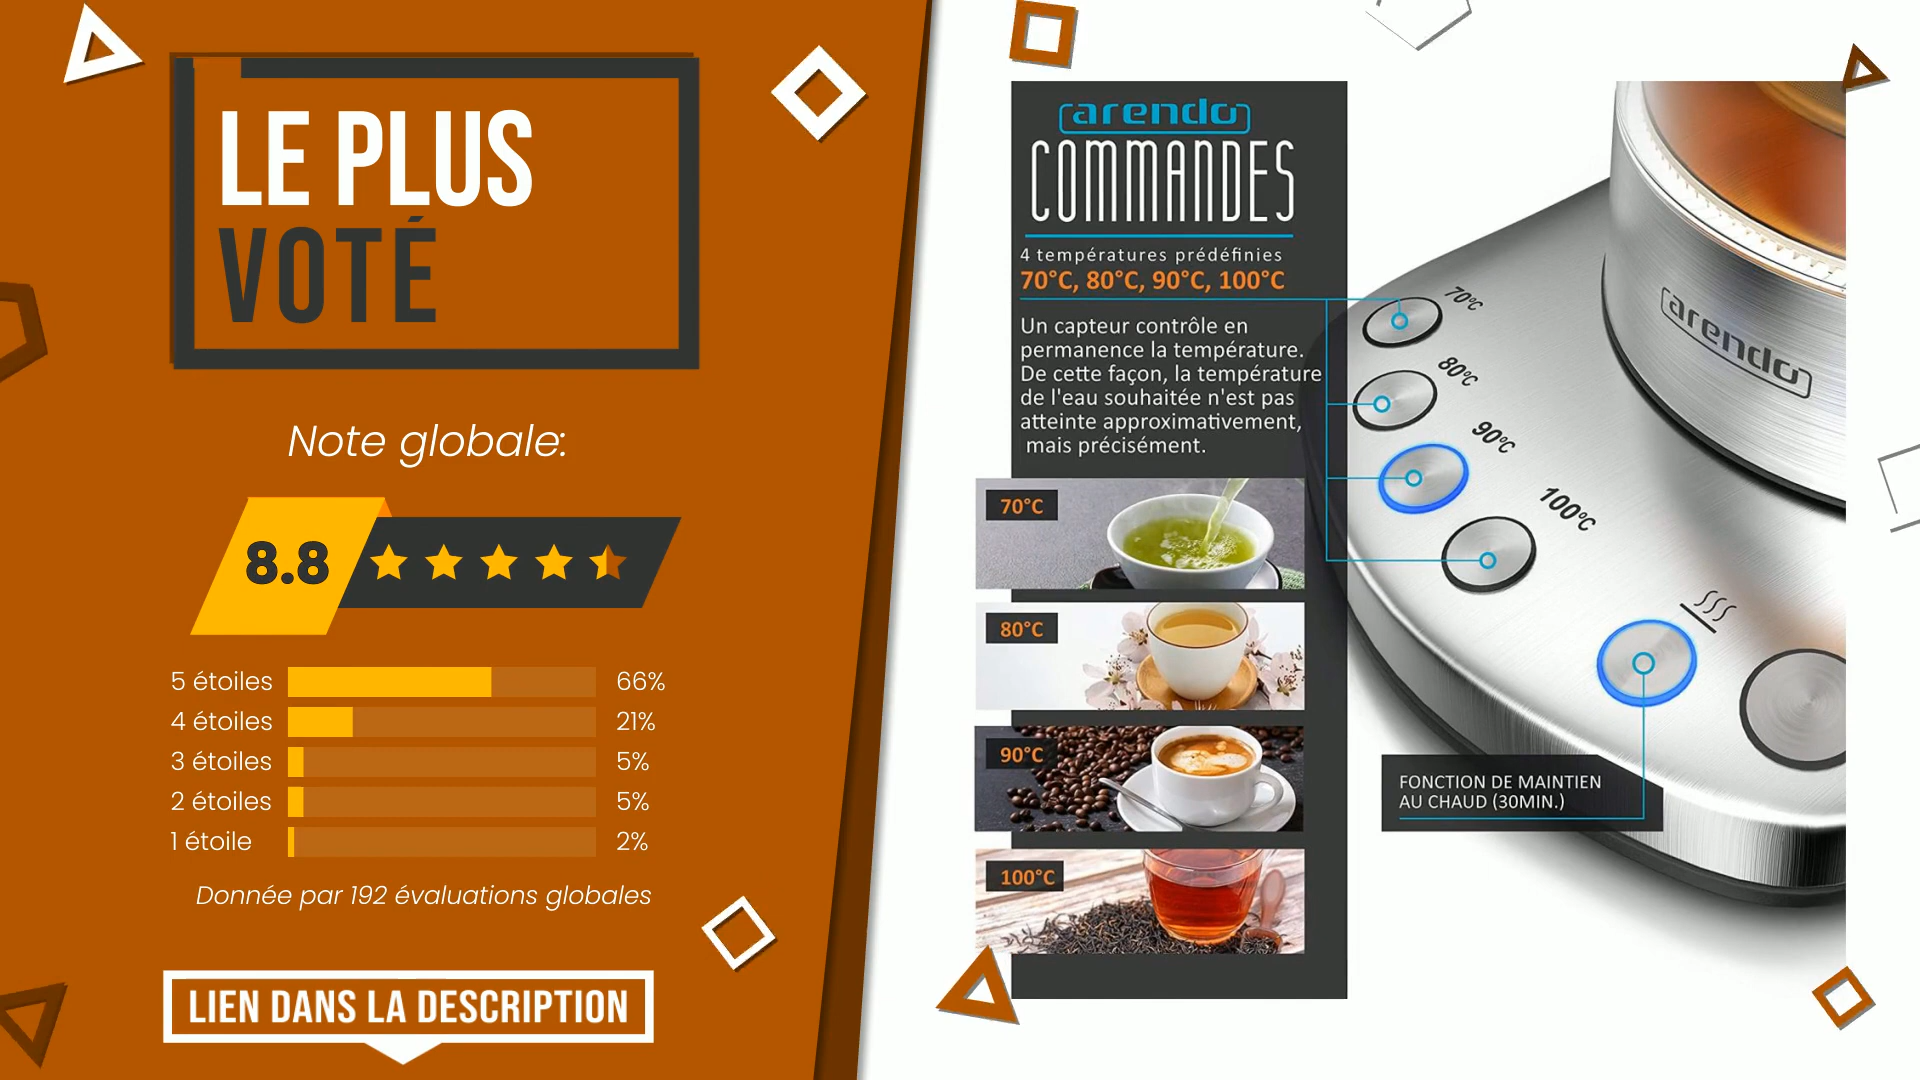 LE PLUS
VOTÉ
Note globale:
8.8
5 étoiles 66%
4 étoiles 21%
3 étoiles 5%
2 étoiles 5%
1 étoile 2%
Donnée par 192 évaluations globales
LIEN DANS LA DESCRIPTION
arendo
COMMANDES
4 températures prédéfinies
70°C, 80°C, 90°C, 100°C
Un capteur contrôle en
permanence la température.
De cette façon, la température
de l'eau souhaitée n'est pas
atteinte approximativement,
mais précisément.
70°C
80°C
90°C
100°C
70°C
80°C
90°C
100°C
arendo
FONCTION DE MAINTIEN
AU CHAUD (30MIN.)